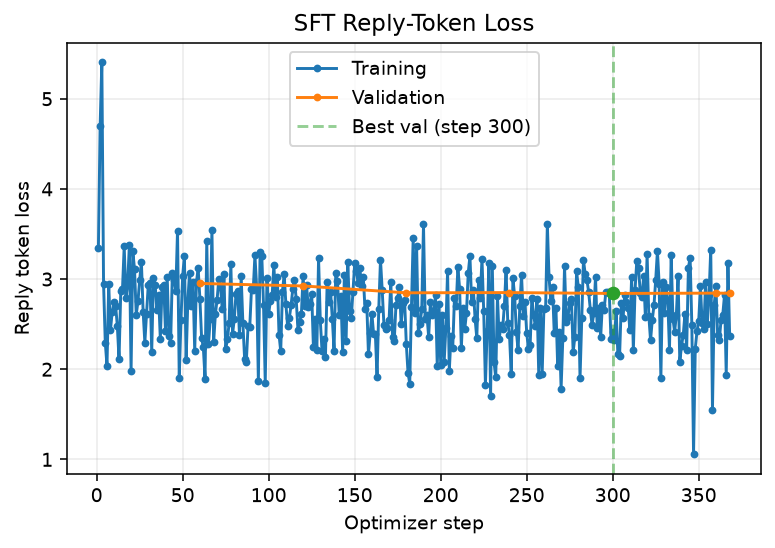 SFT Reply-Token Loss
Training
Validation
Best val (step 300)
Reply token loss
5
4
3
2
1
0 50 100 150 200 250 300 350
Optimizer step